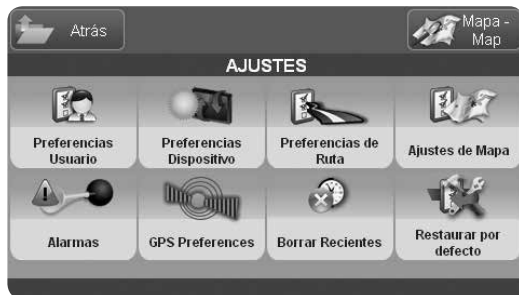 Atrás
Mapa -
Map
AJUSTES
Preferencias
Usuario
Preferencias
Dispositivo
Preferencias de
Ruta
Ajustes de Mapa
Alarmas
GPS Preferences
Borrar Recientes
Restaurar por
defecto